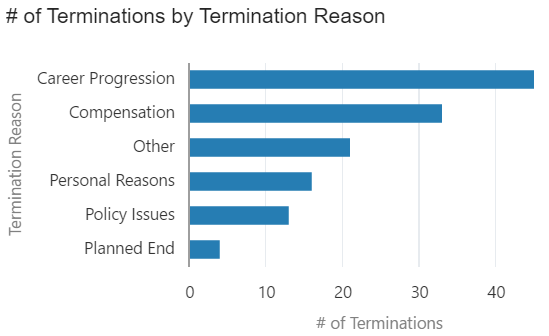 # of Terminations by Termination Reason
Termination Reason
Career Progression
Compensation
Other
Personal Reasons
Policy Issues
Planned End
0 10 20 30 40
# of Terminations